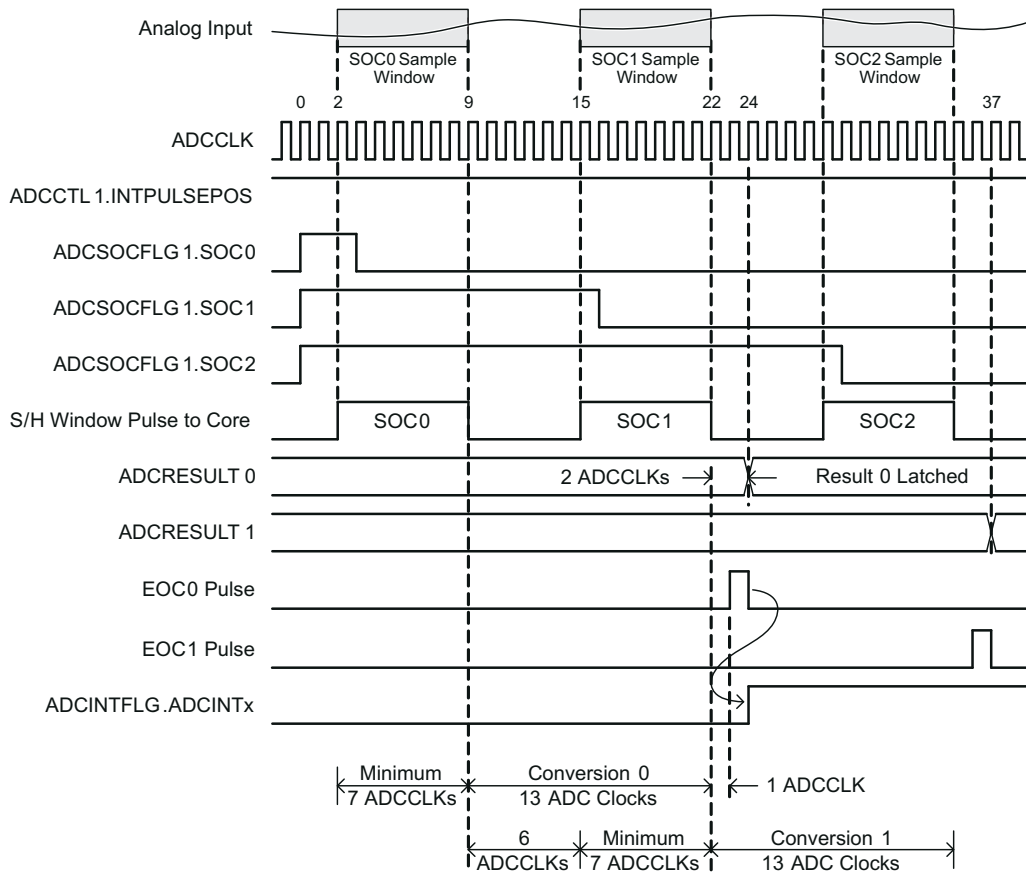 Analog Input
SOC0 Sample
Window
SOC1 Sample
Window
SOC2 Sample
Window
0 2 9 15 22 24 37
ADCCLK
ADCCTL 1.INTPULSEPOS
ADCSOCFLG 1.SOC0
ADCSOCFLG 1.SOC1
ADCSOCFLG 1.SOC2
S/H Window Pulse to Core
SOC0
SOC1
SOC2
ADCRESULT 0
2 ADCCLKs
Result 0 Latched
ADCRESULT 1
EOC0 Pulse
EOC1 Pulse
ADCINTFLG .ADCINTx
Minimum
7 ADCCLKs
Conversion 0
13 ADC Clocks
1 ADCCLK
6
ADCCLKs
Minimum
7 ADCCLKs
Conversion 1
13 ADC Clocks